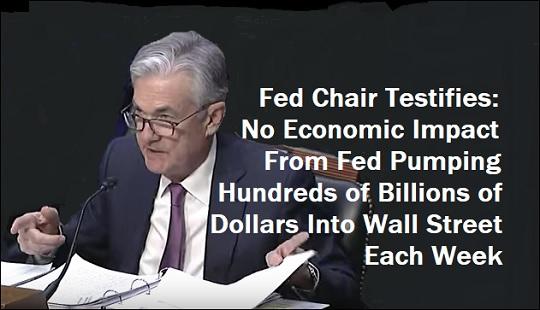 Fed Chair Testifies:
No Economic Impact
From Fed Pumping
Hundreds of Billions of
Dollars Into Wall Street
Each Week